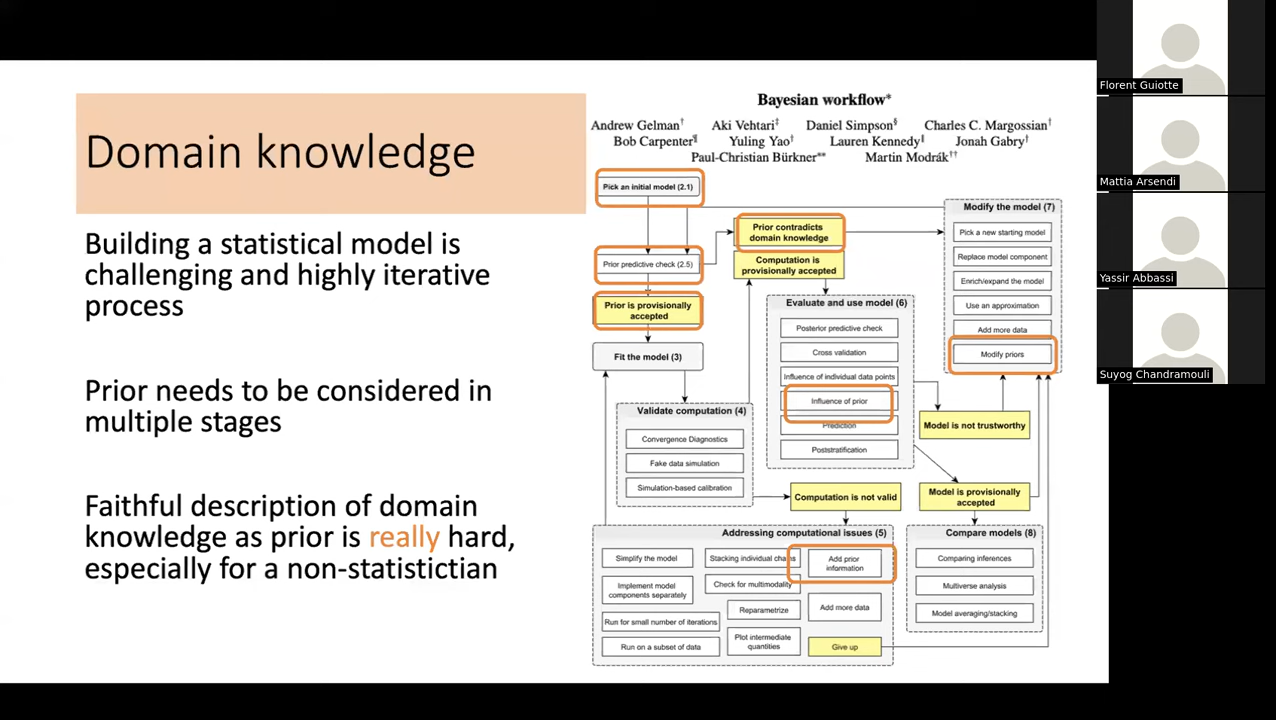 Domain knowledge
Building a statistical model is
challenging and highly iterative
process
Prior needs to be considered in
multiple stages
Faithful description of domain
knowledge as prior is really hard,
especially for a non-statistictian
Bayesian workflow*
Andrew Gelman† Aki Vehtari‡ Daniel Simpson§ Charles C. Margossian†
Bob Carpenter¶ Yuling Yao† Lauren Kennedy‖ Jonah Gabry†
Paul-Christian Bürkner** Martin Modrák††
Pick an initial model (2.1)
Prior predictive check (2.5)
Prior is provisionally
accepted
Fit the model (3)
Prior contradicts
domain knowledge
Computation is
provisionally accepted
Validate computation (4)
Convergence Diagnostics
Fake data simulation
Simulation-based calibration
Evaluate and use model (6)
Posterior predictive check
Cross validation
Influence of individual data points
Influence of prior
Prediction
Poststratification
Modify the model (7)
Pick a new starting model
Replace model component
Enrich/expand the model
Use an approximation
Add more data
Modify priors
Model is not trustworthy
Computation is not valid
Model is provisionally
accepted
Addressing computational issues (5)
Simplify the model
Implement model
components separately
Run for small number of iterations
Run on a subset of data
Stacking individual chains
Check for multimodality
Reparametrize
Plot intermediate
quantities
Add prior
information
Add more data
Give up
Compare models (8)
Comparing inferences
Multiverse analysis
Model averaging/stacking
Florent Guiotte
Mattia Arsendi
Yassir Abbassi
Suyog Chandramouli